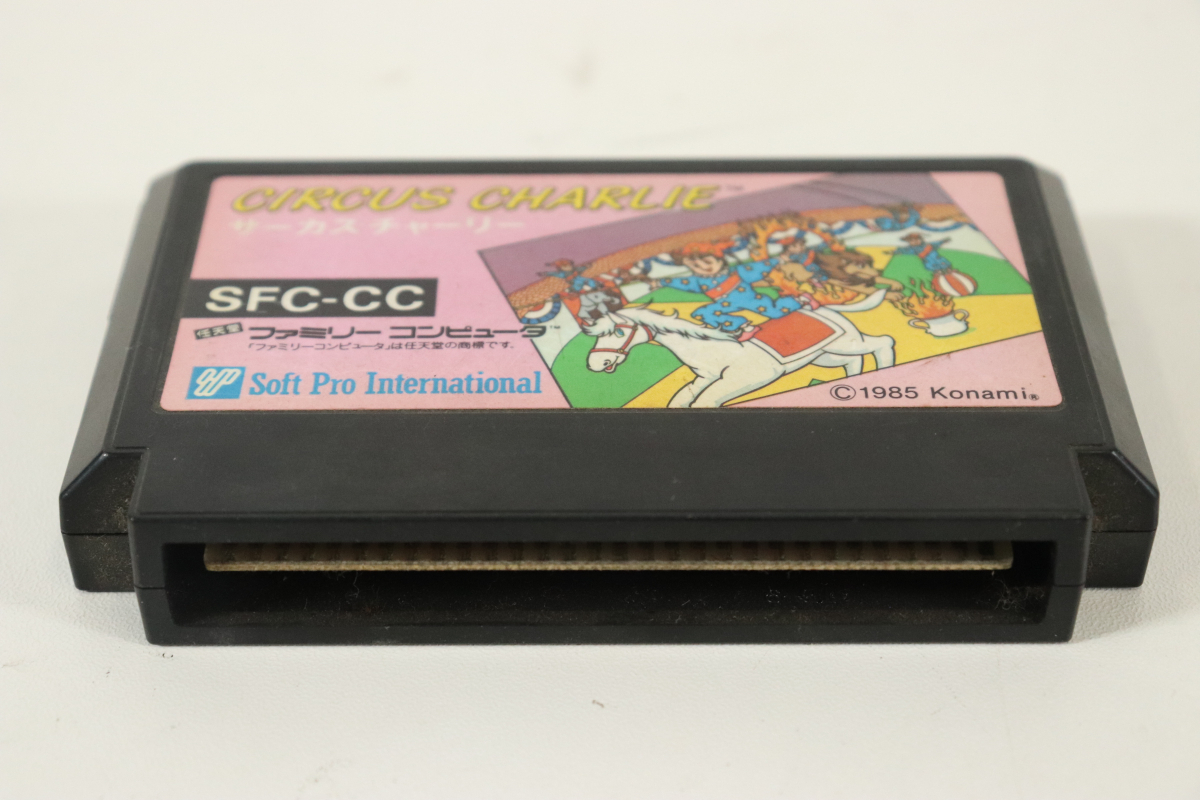 CIRCUS CHARLIE™
サーカス チャーリー
SFC-CC
任天堂 ファミリー コンピュータ™
「ファミリーコンピュータ」は任天堂の商標です。
Soft Pro International
©1985 Konami®